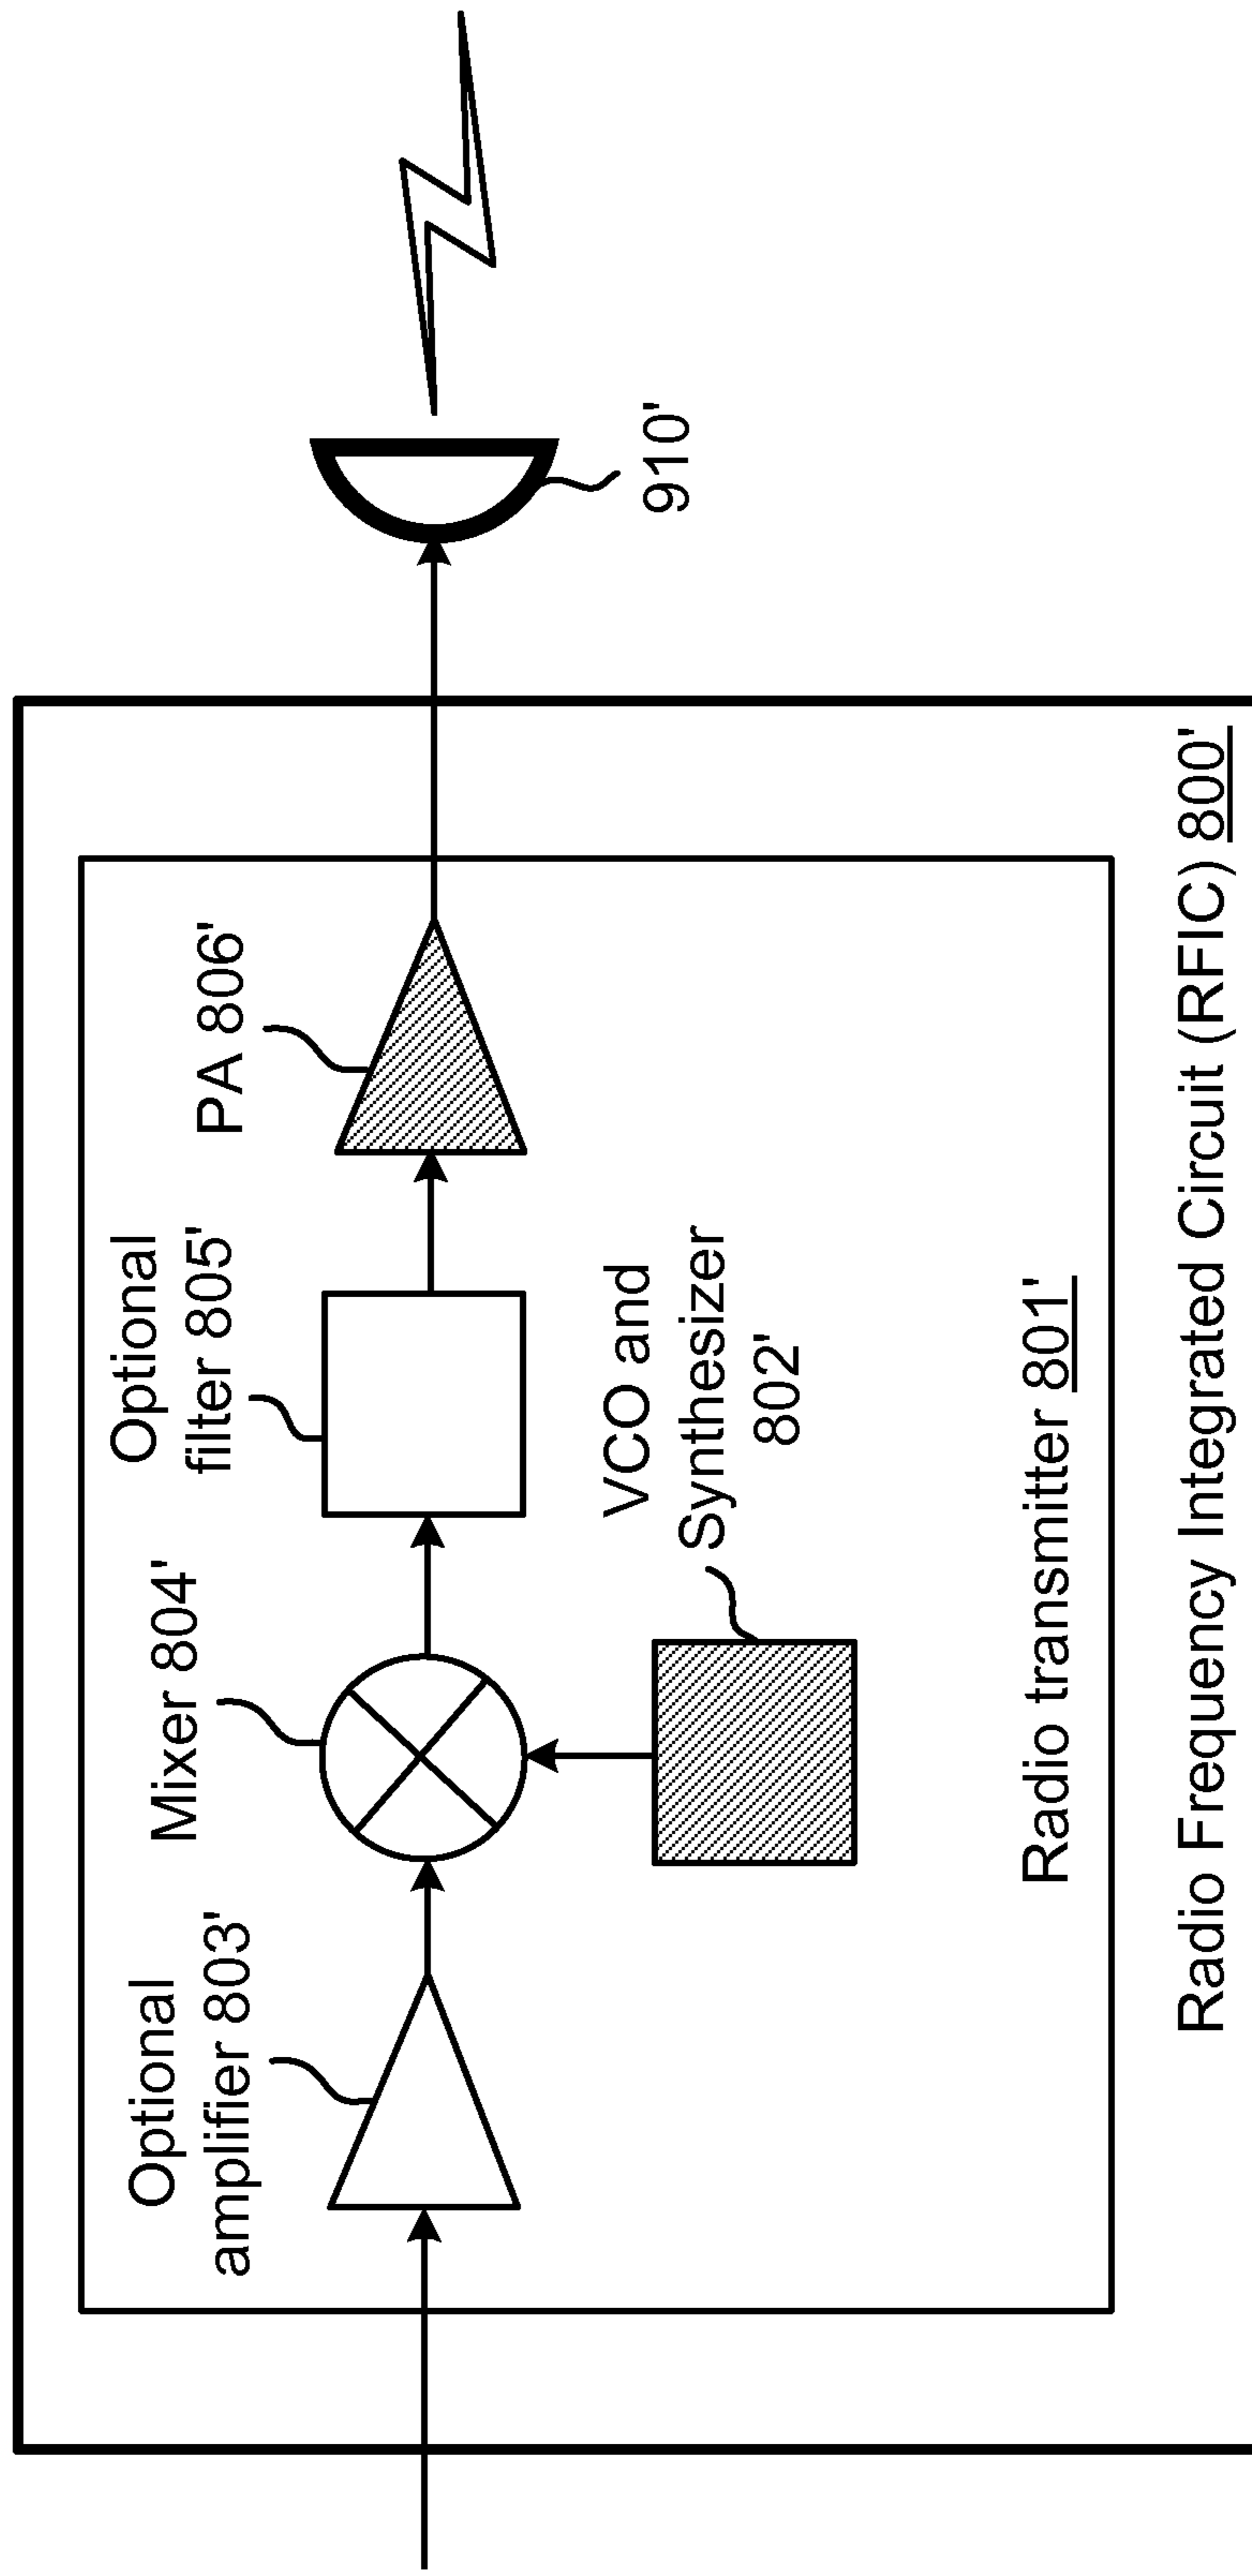 Optional
amplifier 803'
Mixer 804'
Optional
filter 805'
PA 806'
VCO and
Synthesizer
802'
910'
Radio transmitter 801'
Radio Frequency Integrated Circuit (RFIC) 800'